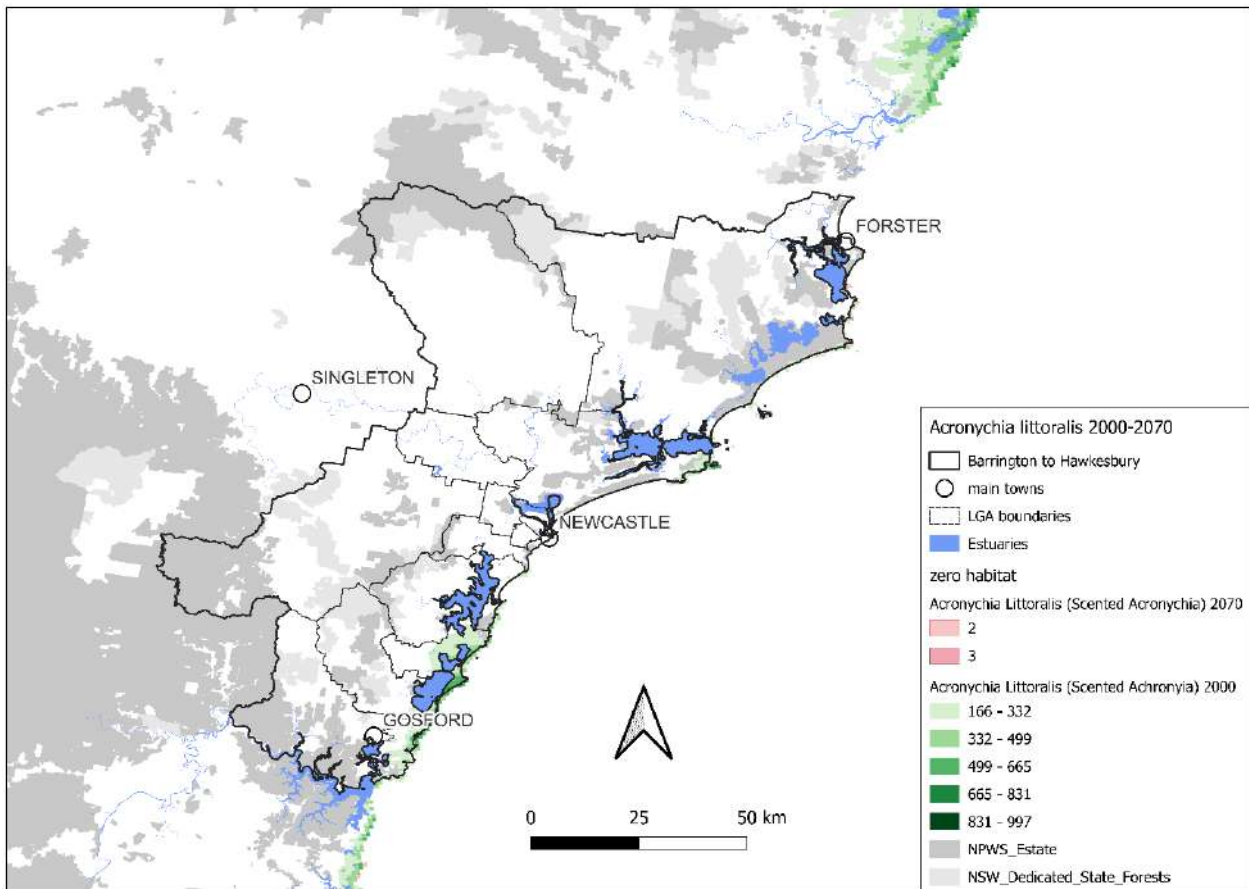 FORSTER
SINGLETON
NEWCASTLE
GOSFORD
0 25 50 km
Acronychia littoralis 2000-2070
Barrington to Hawkesbury
main towns
LGA boundaries
Estuaries
zero habitat
Acronychia Littoralis (Scented Acronychia) 2070
2
3
Acronychia Littoralis (Scented Achronyia) 2000
166 - 332
332 - 499
499 - 665
665 - 831
831 - 997
NPWS_Estate
NSW_Dedicated_State_Forests